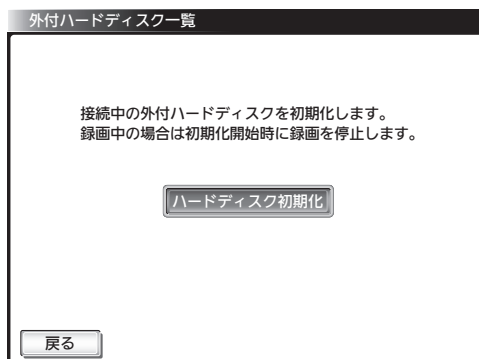 外付ハードディスク一覧
接続中の外付ハードディスクを初期化します。
録画中の場合は初期化開始時に録画を停止します。
ハードディスク初期化
戻る